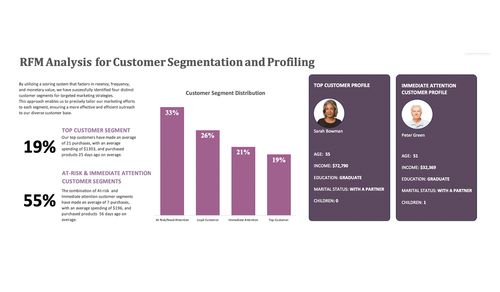 RFM Analysis for Customer Segmentation and Profiling
By utilizing a scoring system that factors in recency, frequency,
and monetary value, we have successfully identified four distinct
customer segments for targeted marketing strategies.
This approach enables us to precisely tailor our marketing efforts
to each segment, ensuring a more effective and efficient outreach
to our diverse customer base.
19%
TOP CUSTOMER SEGMENT
Our top customers have made an average
of 21 purchases, with an average
spending of $1393, and purchased
products 25 days ago on average.
55%
AT-RISK & IMMEDIATE ATTENTION
CUSTOMER SEGMENTS
The combination of At-risk and
Immediate attention customer segments
have made an average of 7 purchases,
with an average spending of $196, and
purchased products 56 days ago on
average.
Customer Segment Distribution
33%
26%
21%
19%
At Risk/Need Attention
Loyal Customer
Immediate Attention
Top Customer
TOP CUSTOMER PROFILE
Sarah Bowman
AGE: 55
INCOME: $72,790
EDUCATION: GRADUATE
MARITAL STATUS: WITH A PARTNER
CHILDREN: 0
IMMEDIATE ATTENTION
CUSTOMER PROFILE
Peter Green
AGE: 51
INCOME: $32,369
EDUCATION: GRADUATE
MARITAL STATUS: WITH A PARTNER
CHILDREN: 1